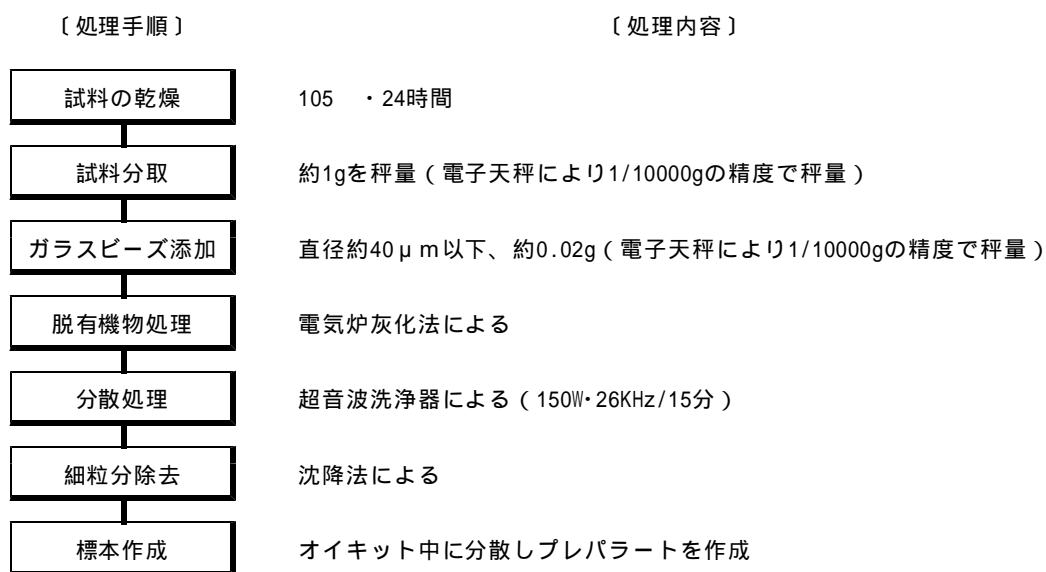 〔処理手順〕 〔処理内容〕
試料の乾燥 105 ・24時間
試料分取 約1gを秤量(電子天秤により1/10000gの精度で秤量)
ガラスビーズ添加 直径約40μm以下、約0.02g(電子天秤により1/10000gの精度で秤量)
脱有機物処理 電気炉灰化法による
分散処理 超音波洗浄器による(150W・26KHz/15分)
細粒分除去 沈降法による
標本作成 オイキット中に分散しプレパラートを作成